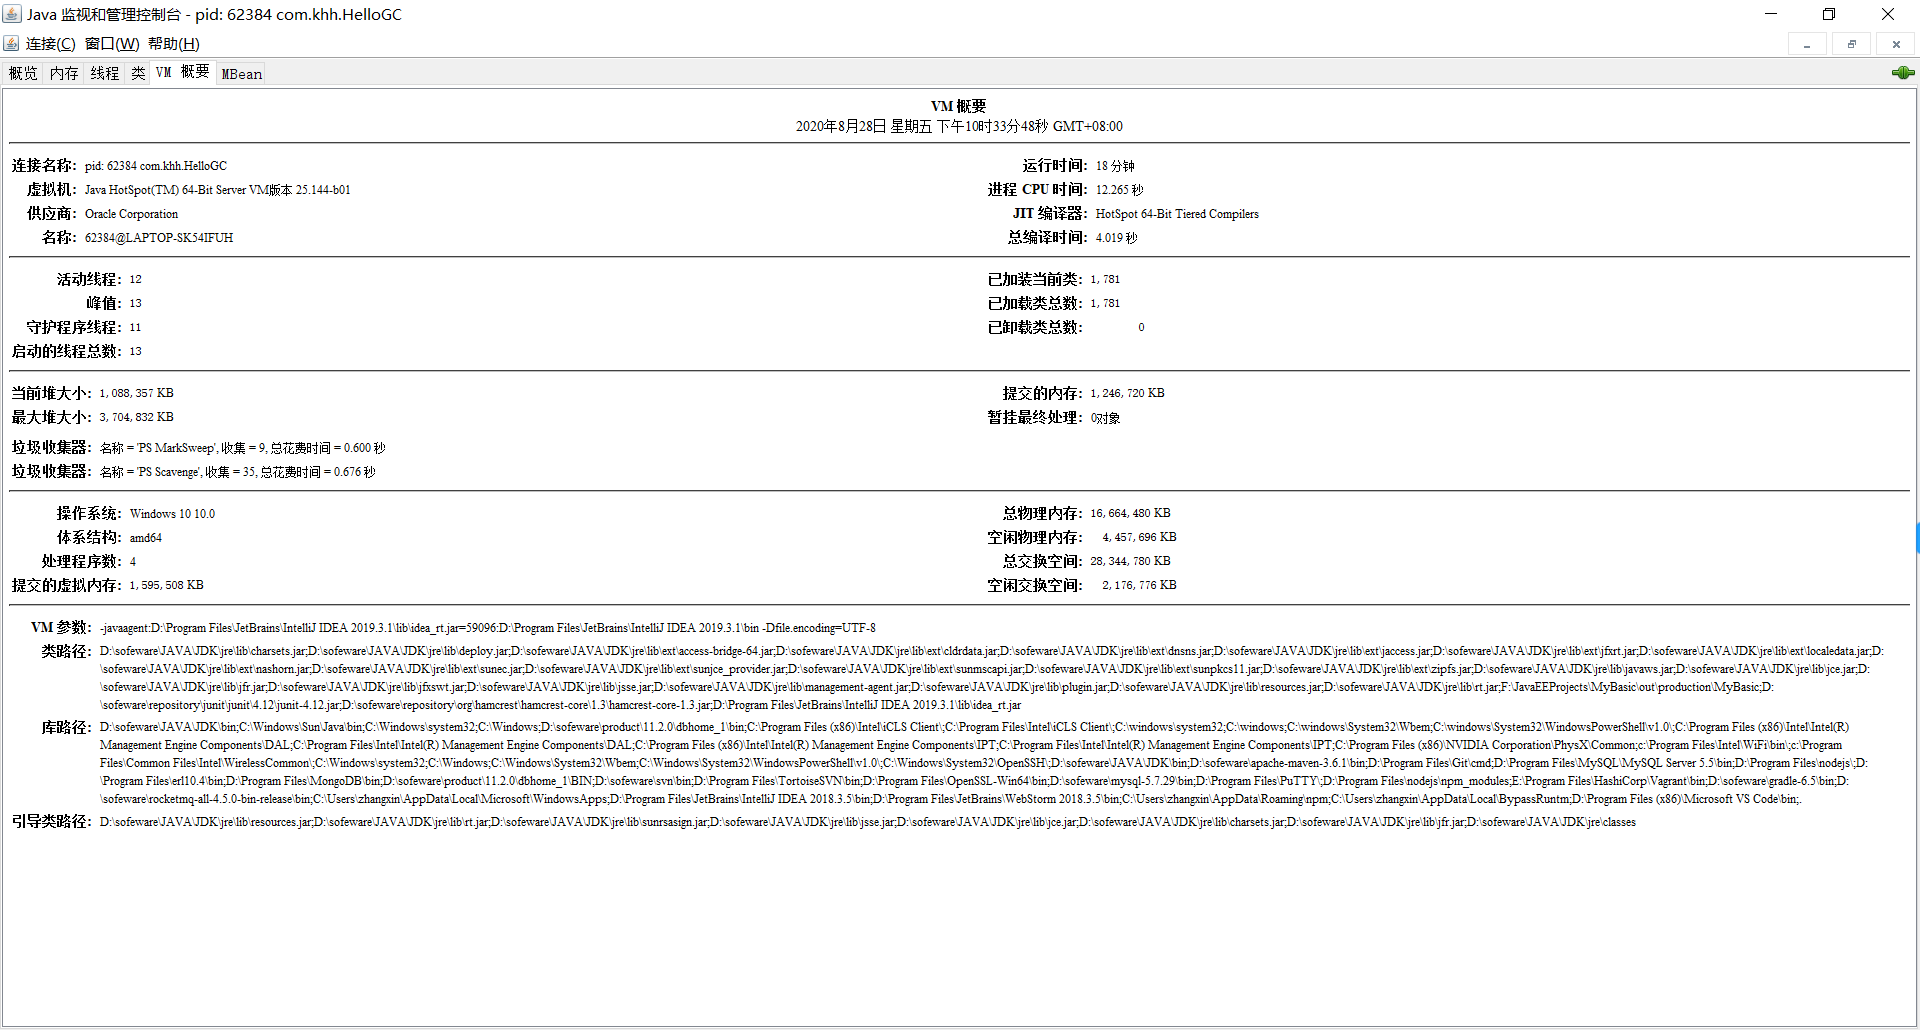 Java 监视和管理控制台 - pid: 62384 com.khh.HelloGC
连接(C) 窗口(W) 帮助(H)
概览 内存 线程 类 VM 概要 MBean
VM 概要
2020年8月28日 星期五 下午10时33分48秒 GMT+08:00
连接名称: pid: 62384 com.khh.HelloGC
运行时间: 18 分钟
虚拟机: Java HotSpot(TM) 64-Bit Server VM版本 25.144-b01
进程 CPU 时间: 12.265 秒
供应商: Oracle Corporation
JIT 编译器: HotSpot 64-Bit Tiered Compilers
名称: 62384@LAPTOP-SK54IFUH
总编译时间: 4.019 秒
活动线程: 12
已加装当前类: 1,781
峰值: 13
已加载类总数: 1,781
守护程序线程: 11
已卸载类总数: 0
启动的线程总数: 13
当前堆大小: 1,088,357 KB
提交的内存: 1,246,720 KB
最大堆大小: 3,704,832 KB
暂挂最终处理: 0对象
垃圾收集器: 名称 = 'PS MarkSweep', 收集 = 9, 总花费时间 = 0.600 秒
垃圾收集器: 名称 = 'PS Scavenge', 收集 = 35, 总花费时间 = 0.676 秒
操作系统: Windows 10 10.0
总物理内存: 16,664,480 KB
体系结构: amd64
空闲物理内存: 4,457,696 KB
处理程序数: 4
总交换空间: 28,344,780 KB
提交的虚拟内存: 1,595,508 KB
空闲交换空间: 2,176,776 KB
VM 参数: -javaagent:D:\Program Files\JetBrains\IntelliJ IDEA 2019.3.1\lib\idea_rt.jar=59096:D:\Program Files\JetBrains\IntelliJ IDEA 2019.3.1\bin -Dfile.encoding=UTF-8
类路径: D:\sofeware\JAVA\JDK\jre\lib\charsets.jar;D:\sofeware\JAVA\JDK\jre\lib\deploy.jar;D:\sofeware\JAVA\JDK\jre\lib\ext\access-bridge-64.jar;D:\sofeware\JAVA\JDK\jre\lib\ext\cldrdata.jar;D:\sofeware\JAVA\JDK\jre\lib\ext\dnsns.jar;D:\sofeware\JAVA\JDK\jre\lib\ext\jaccess.jar;D:\sofeware\JAVA\JDK\jre\lib\ext\jfxrt.jar;D:\sofeware\JAVA\JDK\jre\lib\ext\localedata.jar;D:
\sofeware\JAVA\JDK\jre\lib\ext\nashorn.jar;D:\sofeware\JAVA\JDK\jre\lib\ext\sunec.jar;D:\sofeware\JAVA\JDK\jre\lib\ext\sunjce_provider.jar;D:\sofeware\JAVA\JDK\jre\lib\ext\sunmscapi.jar;D:\sofeware\JAVA\JDK\jre\lib\ext\sunpkcs11.jar;D:\sofeware\JAVA\JDK\jre\lib\ext\zipfs.jar;D:\sofeware\JAVA\JDK\jre\lib\javaws.jar;D:\sofeware\JAVA\JDK\jre\lib\jce.jar;D:
\sofeware\JAVA\JDK\jre\lib\jfr.jar;D:\sofeware\JAVA\JDK\jre\lib\jfxswt.jar;D:\sofeware\JAVA\JDK\jre\lib\jsse.jar;D:\sofeware\JAVA\JDK\jre\lib\management-agent.jar;D:\sofeware\JAVA\JDK\jre\lib\plugin.jar;D:\sofeware\JAVA\JDK\jre\lib\resources.jar;D:\sofeware\JAVA\JDK\jre\lib\rt.jar;F:\JavaEEProjects\MyBasic\out\production\MyBasic;D:
\sofeware\repository\junit\junit\4.12\junit-4.12.jar;D:\sofeware\repository\org\hamcrest\hamcrest-core\1.3\hamcrest-core-1.3.jar;D:\Program Files\JetBrains\IntelliJ IDEA 2019.3.1\lib\idea_rt.jar
库路径: D:\sofeware\JAVA\JDK\bin;C:\Windows\Sun\Java\bin;C:\Windows\system32;C:\Windows;D:\sofeware\product\11.2.0\dbhome_1\bin;C:\Program Files (x86)\Intel\iCLS Client\;C:\Program Files\Intel\iCLS Client\;C:\windows\system32;C:\windows;C:\windows\System32\Wbem;C:\windows\System32\WindowsPowerShell\v1.0\;C:\Program Files (x86)\Intel\Intel(R)
Management Engine Components\DAL;C:\Program Files\Intel\Intel(R) Management Engine Components\DAL;C:\Program Files (x86)\Intel\Intel(R) Management Engine Components\IPT;C:\Program Files\Intel\Intel(R) Management Engine Components\IPT;C:\Program Files (x86)\NVIDIA Corporation\PhysX\Common;c:\Program Files\Intel\WiFi\bin\;c:\Program
Files\Common Files\Intel\WirelessCommon\;C:\Windows\system32;C:\Windows;C:\Windows\System32\Wbem;C:\Windows\System32\WindowsPowerShell\v1.0\;C:\Windows\System32\OpenSSH\;D:\sofeware\JAVA\JDK\bin;D:\sofeware\apache-maven-3.6.1\bin;D:\Program Files\Git\cmd;D:\Program Files\MySQL\MySQL Server 5.5\bin;D:\Program Files\nodejs\;D:
\Program Files\erl10.4\bin;D:\Program Files\MongoDB\bin;D:\sofeware\product\11.2.0\dbhome_1\BIN;D:\sofeware\svn\bin;D:\Program Files\TortoiseSVN\bin;D:\Program Files\OpenSSL-Win64\bin;D:\sofeware\mysql-5.7.29\bin;D:\Program Files\PuTTY\;D:\Program Files\nodejs\npm_modules;E:\Program Files\HashiCorp\Vagrant\bin;D:\sofeware\gradle-6.5\bin;D:
\sofeware\rocketmq-all-4.5.0-bin-release\bin;C:\Users\zhangxin\AppData\Local\Microsoft\WindowsApps;D:\Program Files\JetBrains\IntelliJ IDEA 2018.3.5\bin;D:\Program Files\JetBrains\WebStorm 2018.3.5\bin;C:\Users\zhangxin\AppData\Roaming\npm;C:\Users\zhangxin\AppData\Local\BypassRuntm;D:\Program Files (x86)\Microsoft VS Code\bin;.
引导类路径: D:\sofeware\JAVA\JDK\jre\lib\resources.jar;D:\sofeware\JAVA\JDK\jre\lib\rt.jar;D:\sofeware\JAVA\JDK\jre\lib\sunrsasign.jar;D:\sofeware\JAVA\JDK\jre\lib\jsse.jar;D:\sofeware\JAVA\JDK\jre\lib\jce.jar;D:\sofeware\JAVA\JDK\jre\lib\charsets.jar;D:\sofeware\JAVA\JDK\jre\lib\jfr.jar;D:\sofeware\JAVA\JDK\jre\classes